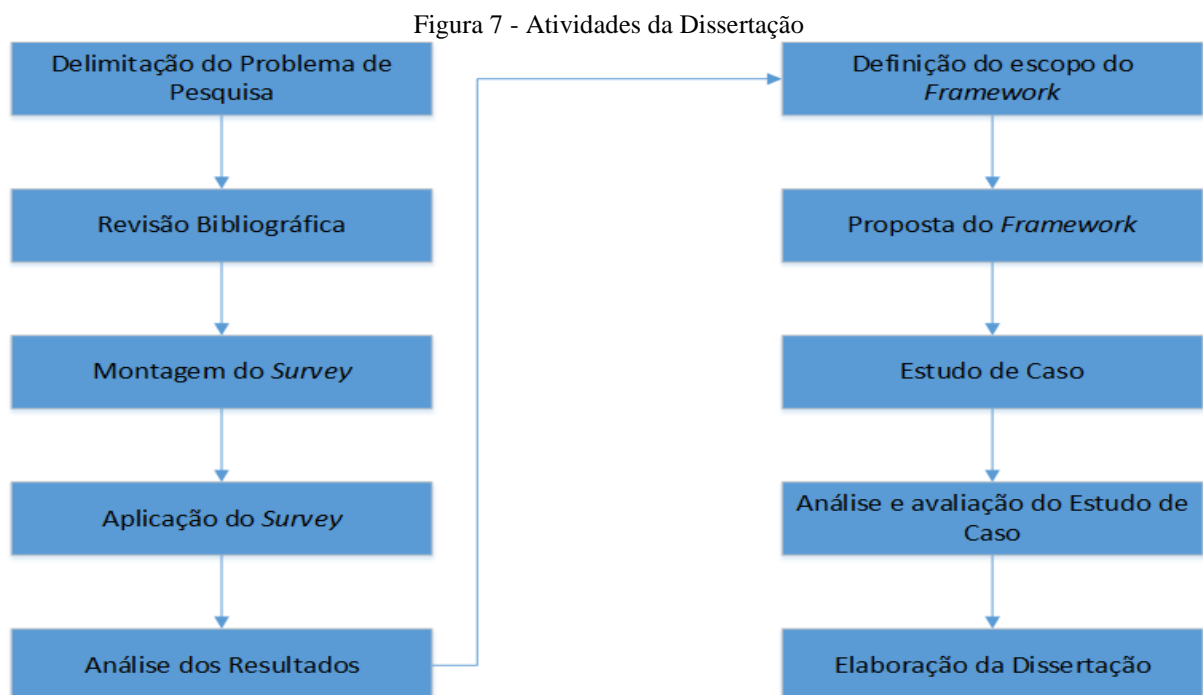 Figura 7 - Atividades da Dissertação
Delimitação do Problema de
Pesquisa
Revisão Bibliográfica
Montagem do Survey
Aplicação do Survey
Análise dos Resultados
Definição do escopo do
Framework
Proposta do Framework
Estudo de Caso
Análise e avaliação do Estudo de
Caso
Elaboração da Dissertação